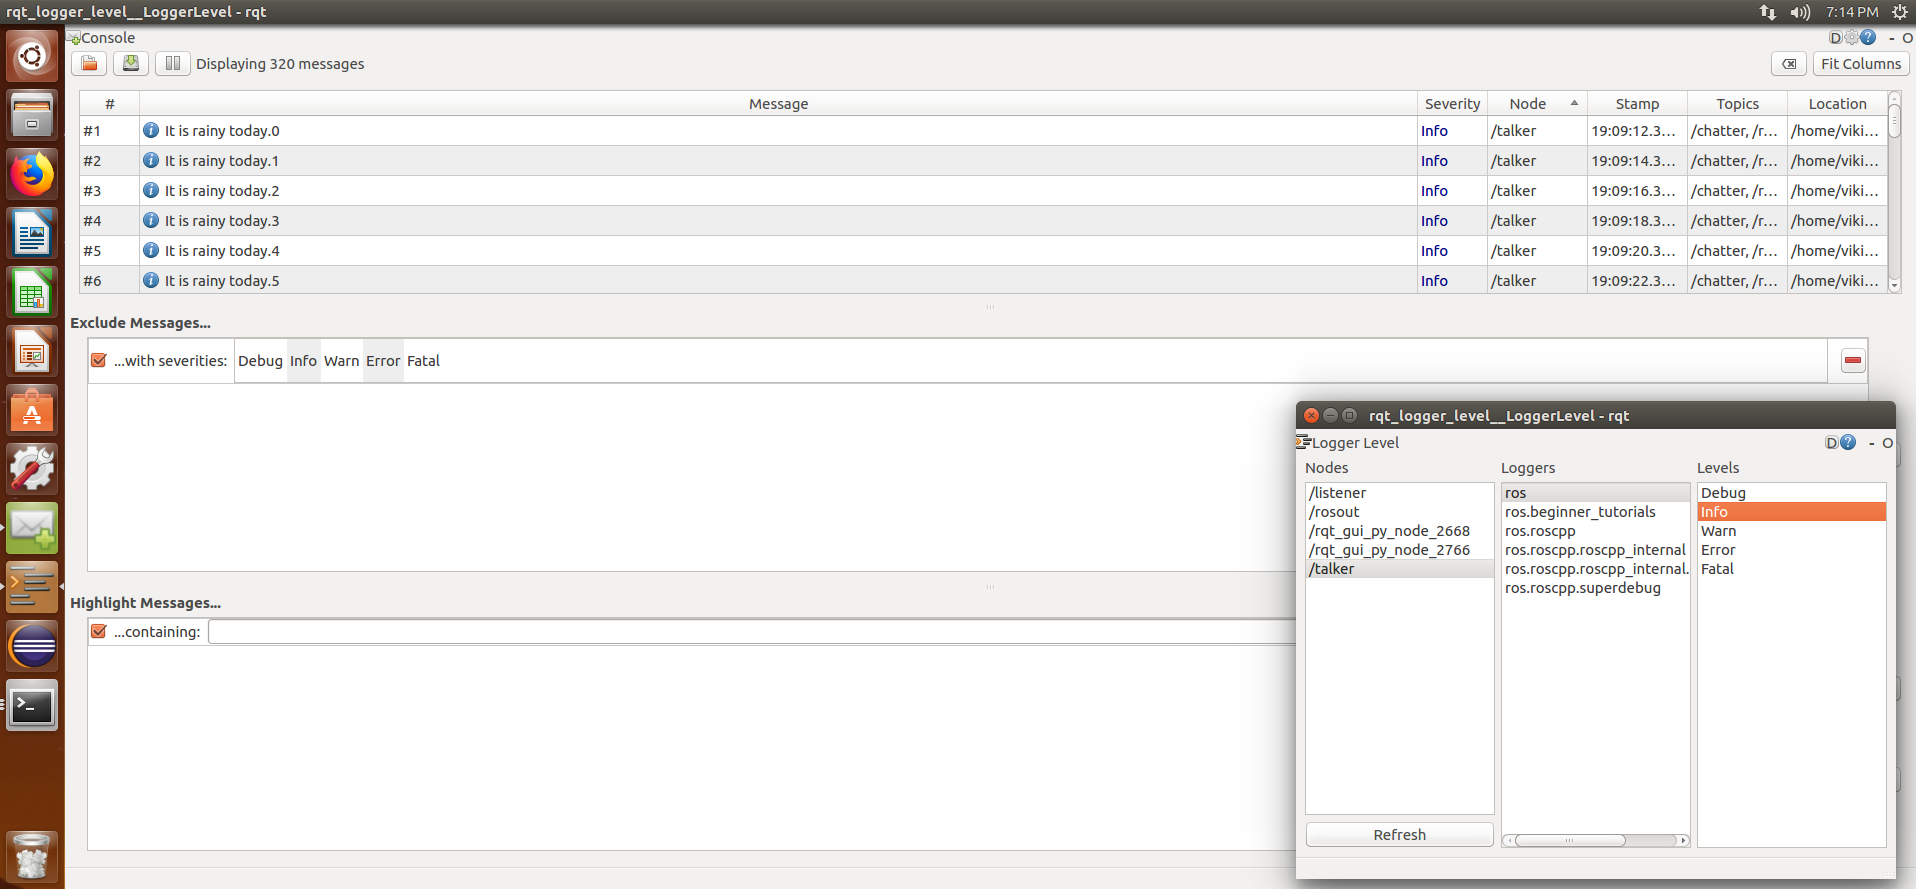 rqt_logger_level__LoggerLevel - rqt
7:14 PM
Console
D ? - O
Displaying 320 messages
Fit Columns
# Message Severity Node Stamp Topics Location
#1 It is rainy today.0 Info /talker 19:09:12.3... /chatter, /r... /home/viki...
#2 It is rainy today.1 Info /talker 19:09:14.3... /chatter, /r... /home/viki...
#3 It is rainy today.2 Info /talker 19:09:16.3... /chatter, /r... /home/viki...
#4 It is rainy today.3 Info /talker 19:09:18.3... /chatter, /r... /home/viki...
#5 It is rainy today.4 Info /talker 19:09:20.3... /chatter, /r... /home/viki...
#6 It is rainy today.5 Info /talker 19:09:22.3... /chatter, /r... /home/viki...
Exclude Messages...
...with severities: Debug Info Warn Error Fatal
Highlight Messages...
...containing:
rqt_logger_level__LoggerLevel - rqt
Logger Level
D ? - O
Nodes
/listener
/rosout
/rqt_gui_py_node_2668
/rqt_gui_py_node_2766
/talker
Refresh
Loggers
ros
ros.beginner_tutorials
ros.roscpp
ros.roscpp.roscpp_internal
ros.roscpp.roscpp_internal.
ros.roscpp.superdebug
Levels
Debug
Info
Warn
Error
Fatal